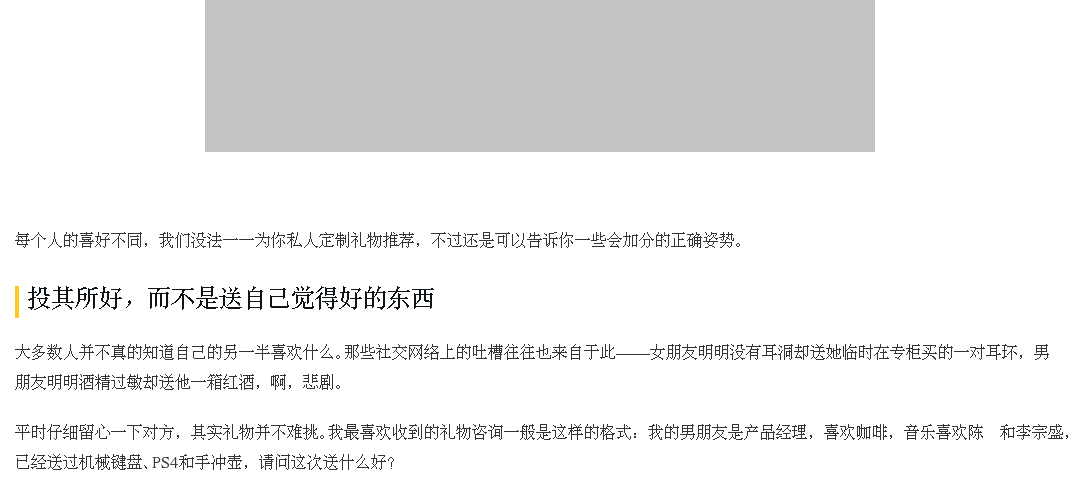 每个人的喜好不同，我们没法一一为你私人定制礼物推荐，不过还是可以告诉你一些会加分的正确姿势。
投其所好，而不是送自己觉得好的东西
大多数人并不真的知道自己的另一半喜欢什么。那些社交网络上的吐槽往往也来自于此——女朋友明明没有耳洞却送她临时在专柜买的一对耳环，男
朋友明明酒精过敏却送他一箱红酒，啊，悲剧。
平时仔细留心一下对方，其实礼物并不难挑。我最喜欢收到的礼物咨询一般是这样的格式：我的男朋友是产品经理，喜欢咖啡，音乐喜欢陈　和李宗盛，
已经送过机械键盘、PS4和手冲壶，请问这次送什么好？